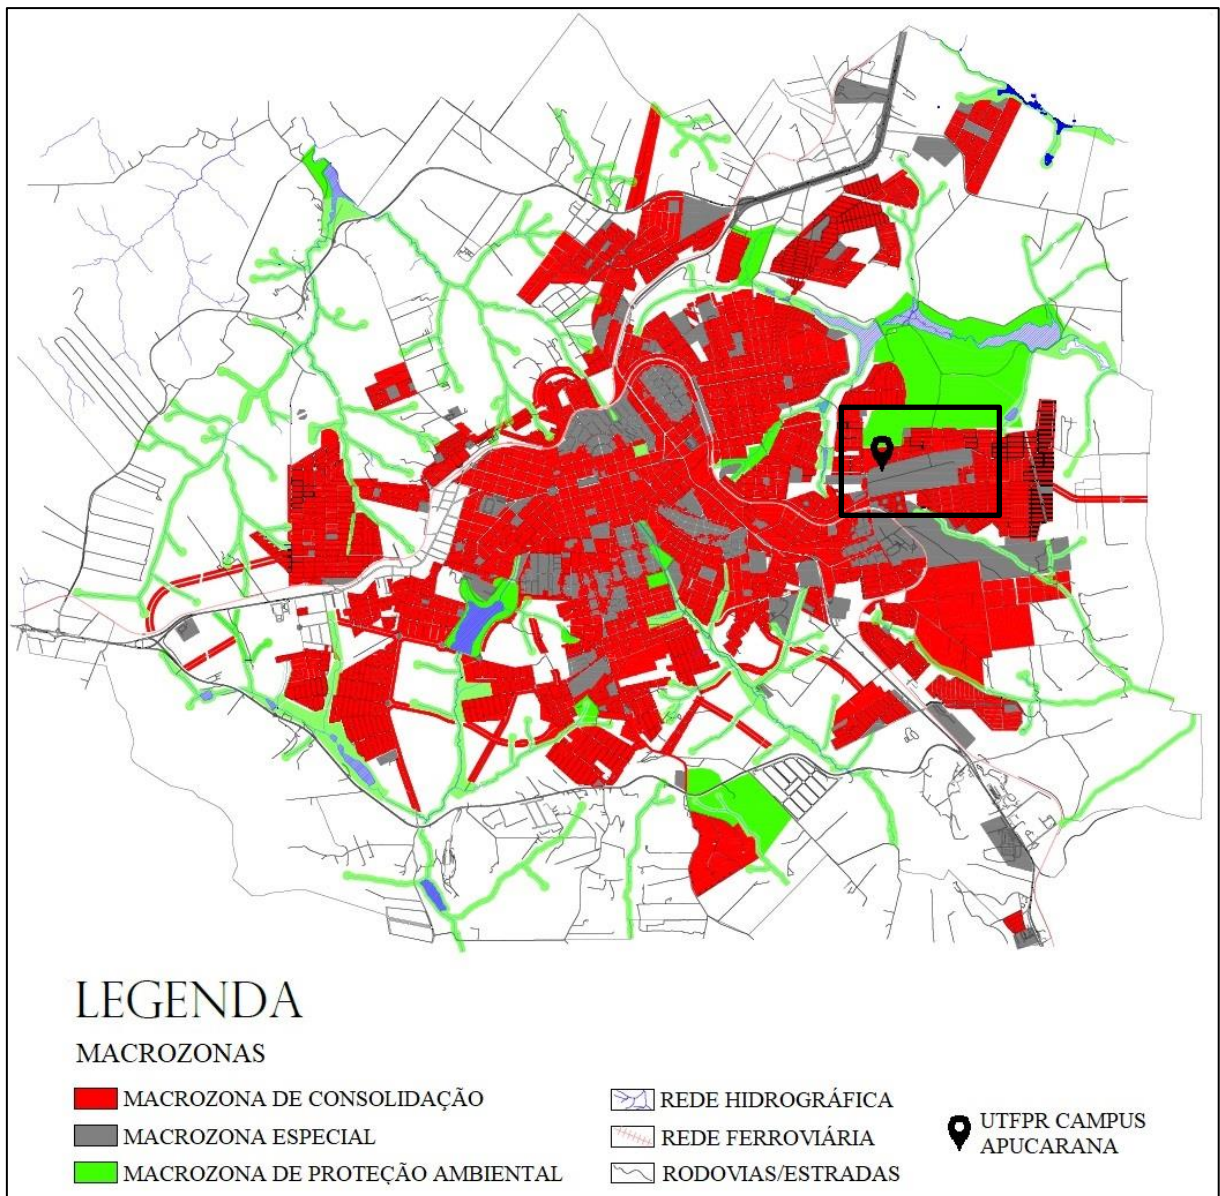 LEGENDA
MACROZONAS
MACROZONA DE CONSOLIDAÇÃO
MACROZONA ESPECIAL
MACROZONA DE PROTEÇÃO AMBIENTAL
REDE HIDROGRÁFICA
REDE FERROVIÁRIA
RODOVIAS/ESTRADAS
UTFPR CAMPUS
APUCARANA